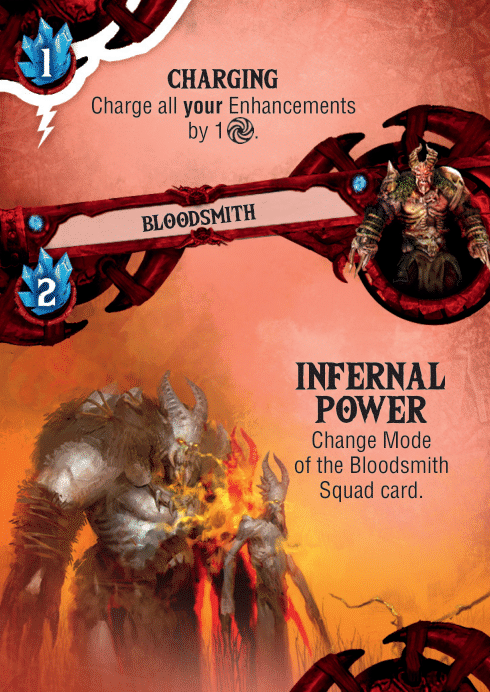 1
CHARGING
Charge all your Enhancements
by 1.
BLOODSMITH
2
INFERNAL
POWER
Change Mode
of the Bloodsmith
Squad card.